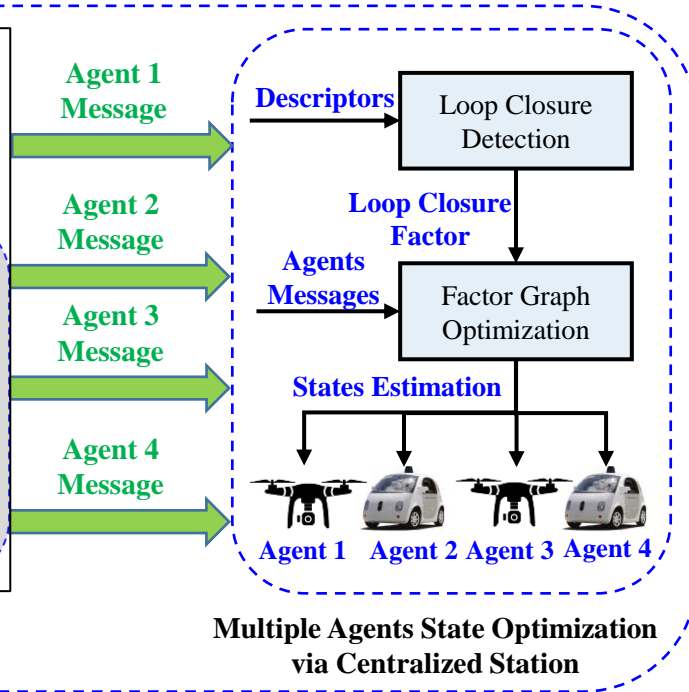 Agent 1
Message
Agent 2
Message
Agent 3
Message
Agent 4
Message
Descriptors
Loop Closure
Detection
Loop Closure
Factor
Agents
Messages
Factor Graph
Optimization
States Estimation
Agent 1
Agent 2
Agent 3
Agent 4
Multiple Agents State Optimization
via Centralized Station